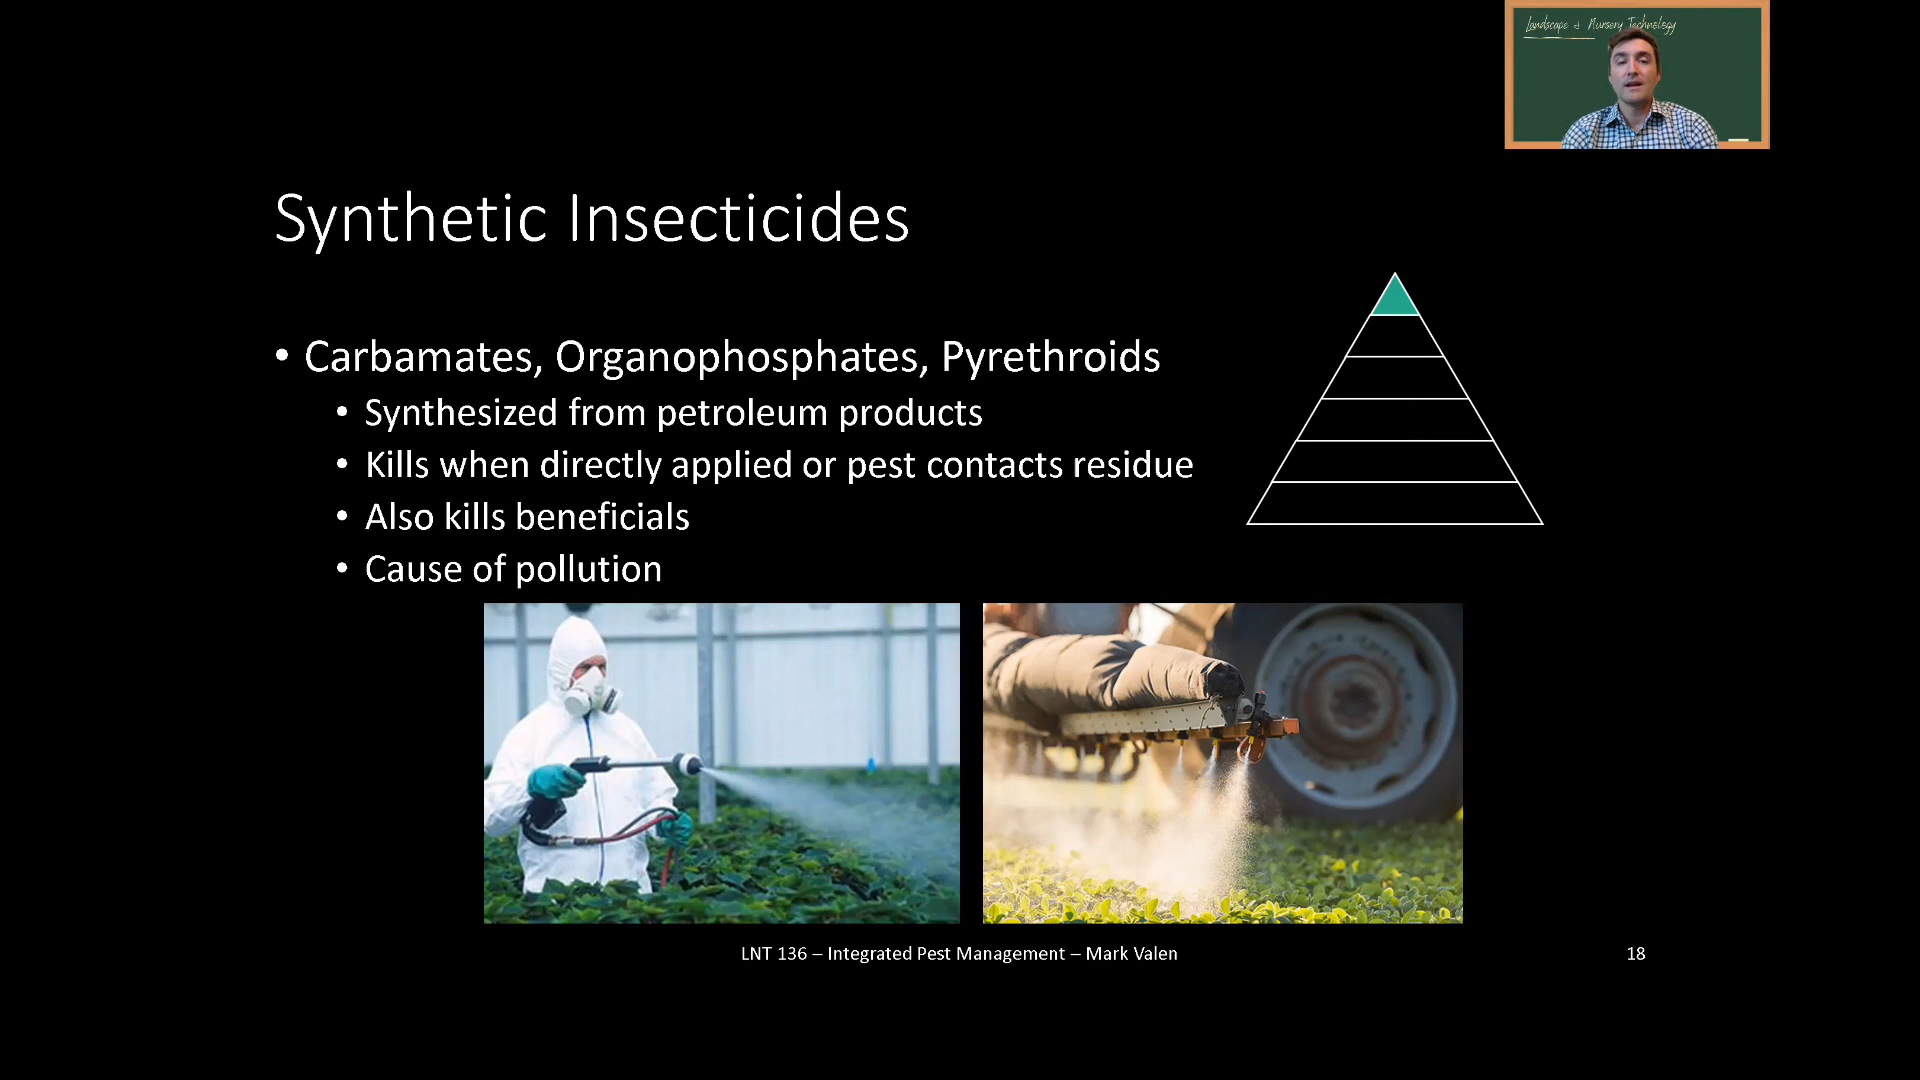 Landscape & Nursery Technology
Synthetic Insecticides
• Carbamates, Organophosphates, Pyrethroids
• Synthesized from petroleum products
• Kills when directly applied or pest contacts residue
• Also kills beneficials
• Cause of pollution
LNT 136 – Integrated Pest Management – Mark Valen
18